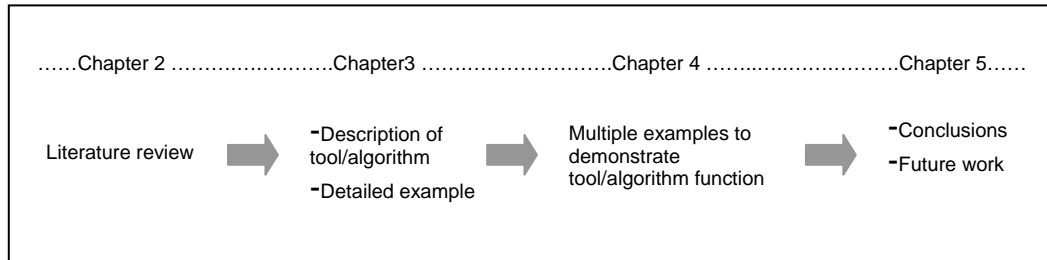 ……Chapter 2 ……….…..…….…….Chapter3 …….…………..……….Chapter 4 ……..…..…….……….Chapter 5……
Literature review
-Description of
tool/algorithm
-Detailed example
Multiple examples to
demonstrate
tool/algorithm function
-Conclusions
-Future work